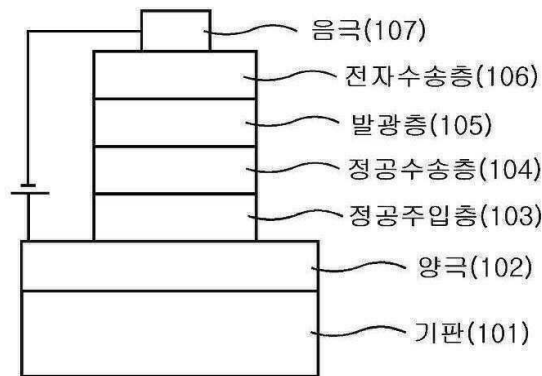 음극(107)
전자수송층(106)
발광층(105)
정공수송층(104)
정공주입층(103)
양극(102)
기판(101)